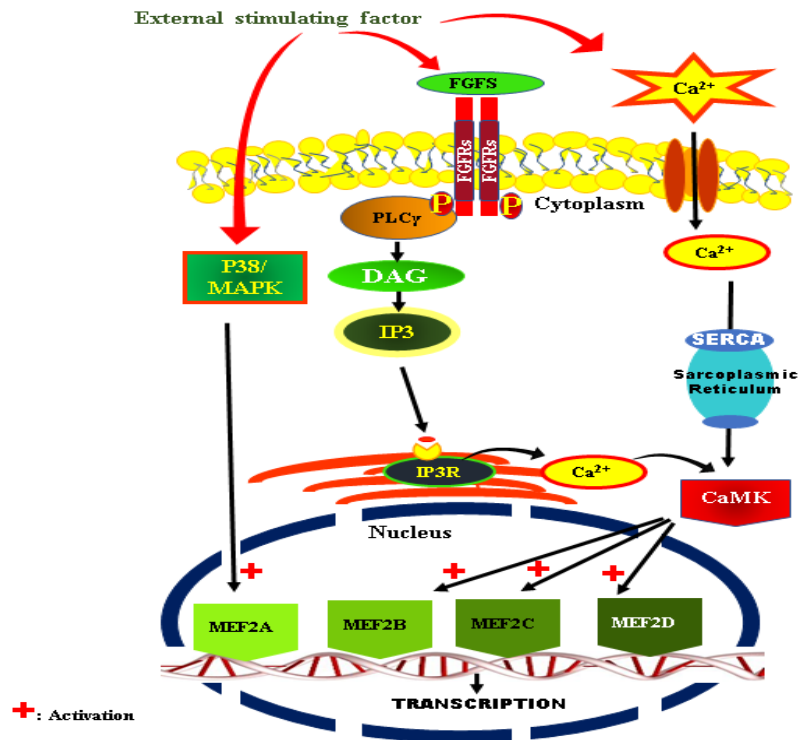 External stimulating factor
FGFS
Ca²⁺
FGFRs
FGFRs
P
P
Cytoplasm
PLCγ
Ca²⁺
P38/
MAPK
DAG
IP3
SERCA
Sarcoplasmic
Reticulum
IP3R
Ca²⁺
CaMK
Nucleus
+
+
+
+
MEF2A
MEF2B
MEF2C
MEF2D
TRANSCRIPTION
+: Activation